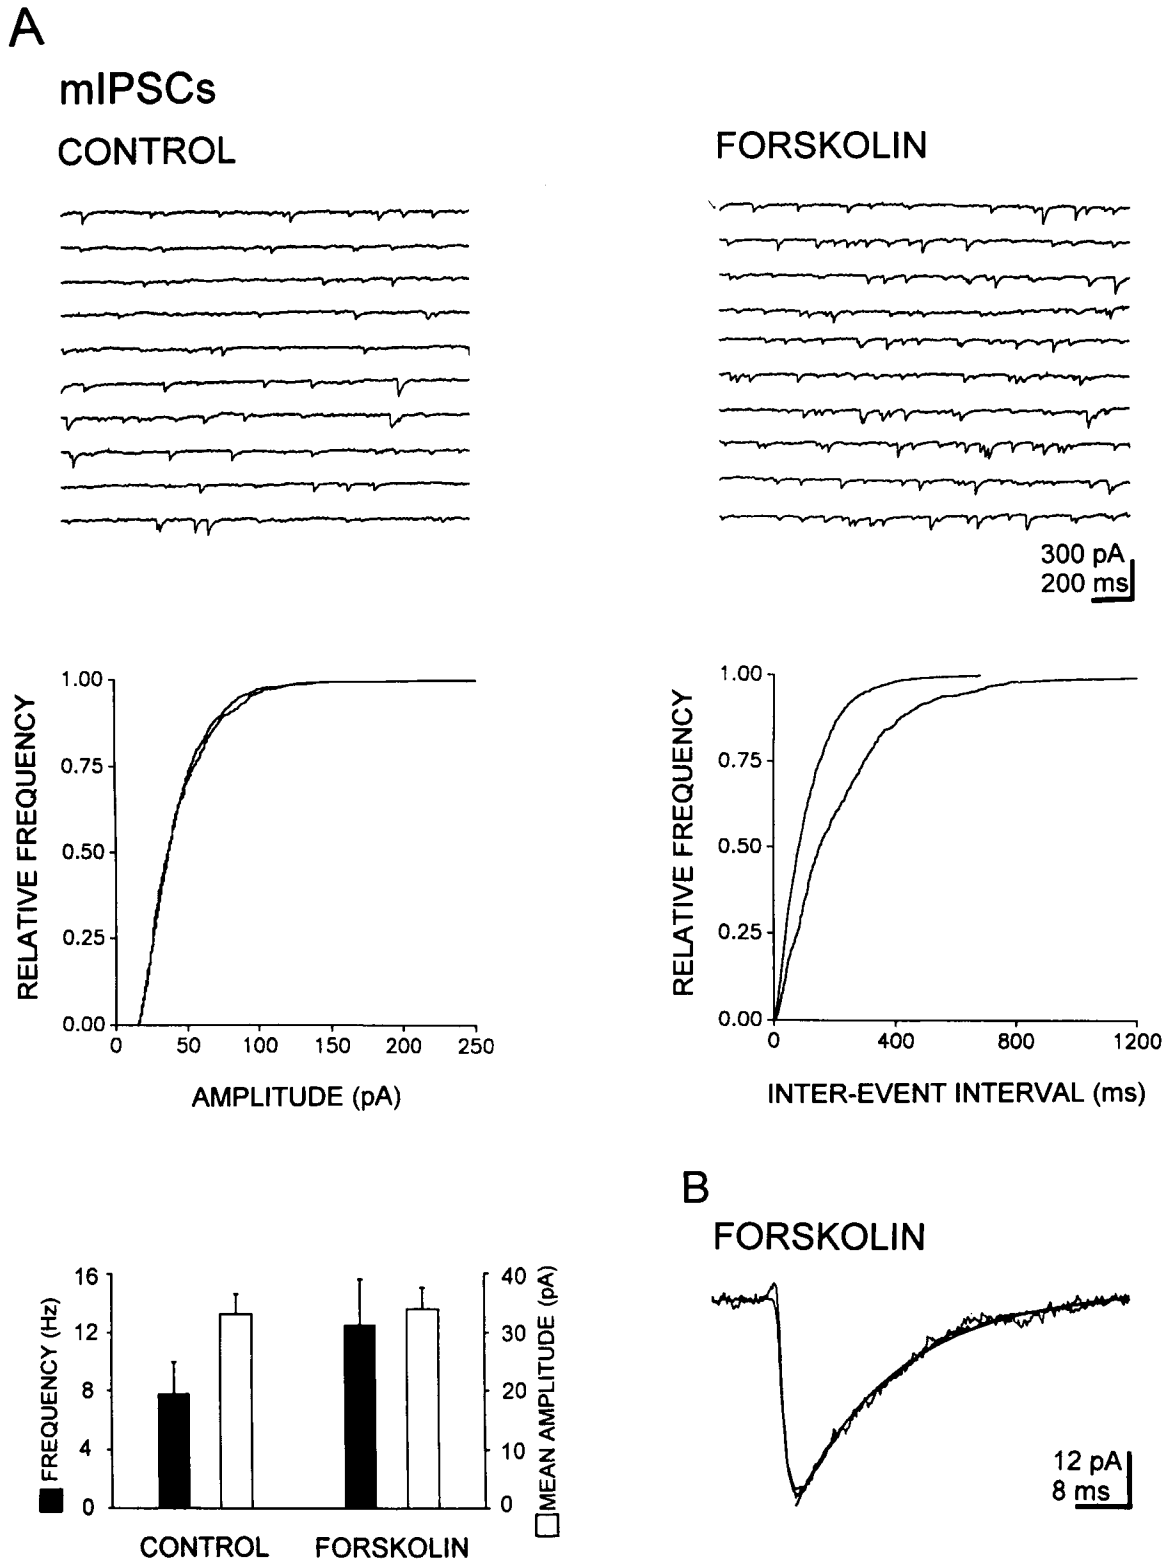 A
mIPSCs
CONTROL
FORSKOLIN
300 pA
200 ms
RELATIVE FREQUENCY
1.00
0.75
0.50
0.25
0.00
0 50 100 150 200 250
AMPLITUDE (pA)
RELATIVE FREQUENCY
1.00
0.75
0.50
0.25
0.00
0 400 800 1200
INTER-EVENT INTERVAL (ms)
FREQUENCY (Hz)
16
12
8
4
0
40
30
20
10
0
MEAN AMPLITUDE (pA)
CONTROL FORSKOLIN
B
FORSKOLIN
12 pA
8 ms